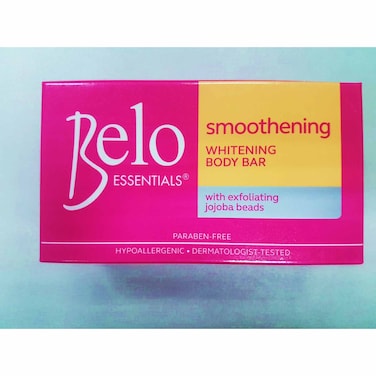 Belo
ESSENTIALS®
smoothening
WHITENING
BODY BAR
with exfoliating
jojoba beads
PARABEN-FREE
HYPOALLERGENIC • DERMATOLOGIST-TESTED